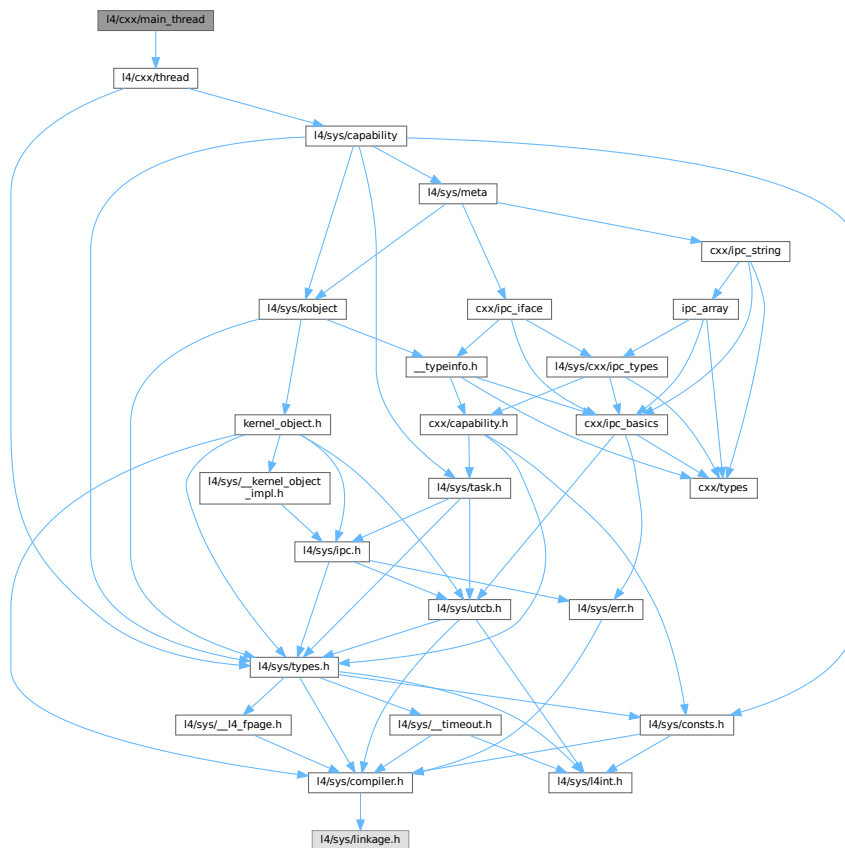 l4/cxx/main_thread
l4/cxx/thread
l4/sys/capability
l4/sys/meta
cxx/ipc_string
l4/sys/kobject
cxx/ipc_iface
ipc_array
__typeinfo.h
l4/sys/cxx/ipc_types
kernel_object.h
cxx/capability.h
cxx/ipc_basics
l4/sys/__kernel_object
_impl.h
l4/sys/task.h
cxx/types
l4/sys/ipc.h
l4/sys/utcb.h
l4/sys/err.h
l4/sys/types.h
l4/sys/__l4_fpage.h
l4/sys/__timeout.h
l4/sys/consts.h
l4/sys/compiler.h
l4/sys/l4int.h
l4/sys/linkage.h